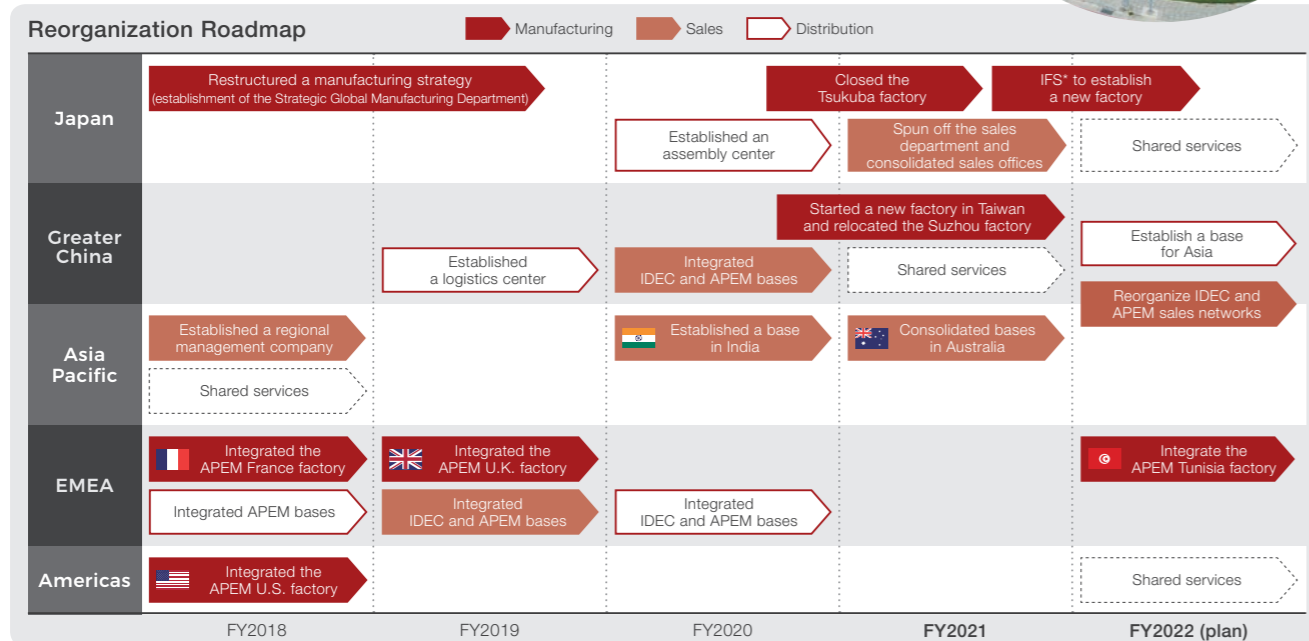 Reorganization Roadmap
Manufacturing
Sales
Distribution
Japan
Restructured a manufacturing strategy
(establishment of the Strategic Global Manufacturing Department)
Closed the
Tsukuba factory
IFS* to establish
a new factory
Established an
assembly center
Spun off the sales
department and
consolidated sales offices
Shared services
Greater
China
Started a new factory in Taiwan
and relocated the Suzhou factory
Established
a logistics center
Integrated
IDEC and APEM bases
Shared services
Establish a base
for Asia
Reorganize IDEC and
APEM sales networks
Asia
Pacific
Established a regional
management company
Established a base
in India
Consolidated bases
in Australia
Shared services
EMEA
Integrated the
APEM France factory
Integrated the
APEM U.K. factory
Integrate the
APEM Tunisia factory
Integrated APEM bases
Integrated
IDEC and APEM bases
Integrated
IDEC and APEM bases
Americas
Integrated the
APEM U.S. factory
Shared services
FY2018
FY2019
FY2020
FY2021
FY2022 (plan)